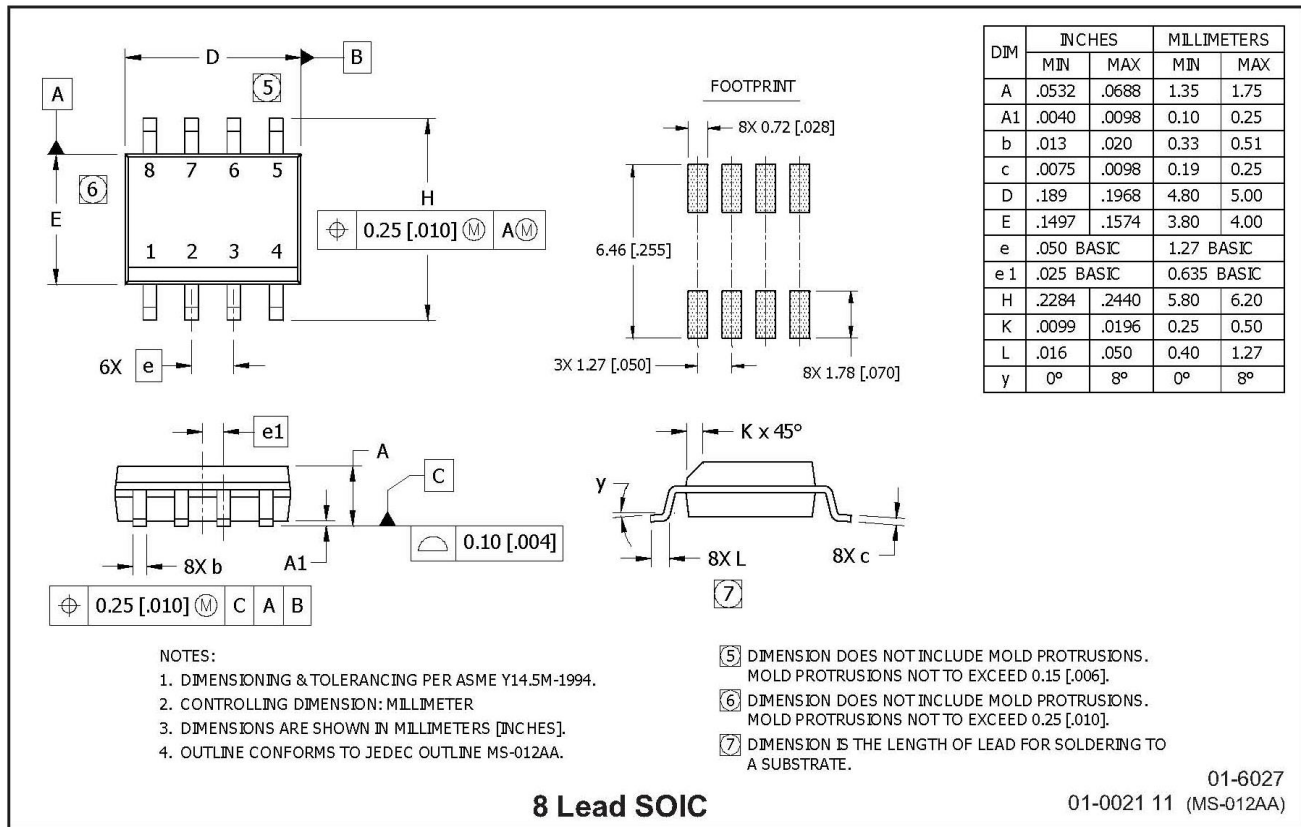 D
B
5
A
8 7 6 5
6
E
H
⌖ 0.25 [.010] Ⓜ AⓂ
1 2 3 4
6X e
FOOTPRINT
8X 0.72 [.028]
6.46 [.255]
3X 1.27 [.050]
8X 1.78 [.070]
DIM INCHES MILLIMETERS
MIN MAX MIN MAX
A .0532 .0688 1.35 1.75
A1 .0040 .0098 0.10 0.25
b .013 .020 0.33 0.51
c .0075 .0098 0.19 0.25
D .189 .1968 4.80 5.00
E .1497 .1574 3.80 4.00
e .050 BASIC 1.27 BASIC
e 1 .025 BASIC 0.635 BASIC
H .2284 .2440 5.80 6.20
K .0099 .0196 0.25 0.50
L .016 .050 0.40 1.27
y 0° 8° 0° 8°
e1
A
C
0.10 [.004]
A1
8X b
⌖ 0.25 [.010] Ⓜ C A B
K x 45°
y
8X L
8X c
7
NOTES:
1. DIMENSIONING & TOLERANCING PER ASME Y14.5M-1994.
2. CONTROLLING DIMENSION: MILLIMETER
3. DIMENSIONS ARE SHOWN IN MILLIMETERS [INCHES].
4. OUTLINE CONFORMS TO JEDEC OUTLINE MS-012AA.
5 DIMENSION DOES NOT INCLUDE MOLD PROTRUSIONS.
MOLD PROTRUSIONS NOT TO EXCEED 0.15 [.006].
6 DIMENSION DOES NOT INCLUDE MOLD PROTRUSIONS.
MOLD PROTRUSIONS NOT TO EXCEED 0.25 [.010].
7 DIMENSION IS THE LENGTH OF LEAD FOR SOLDERING TO
A SUBSTRATE.
8 Lead SOIC
01-6027
01-0021 11 (MS-012AA)